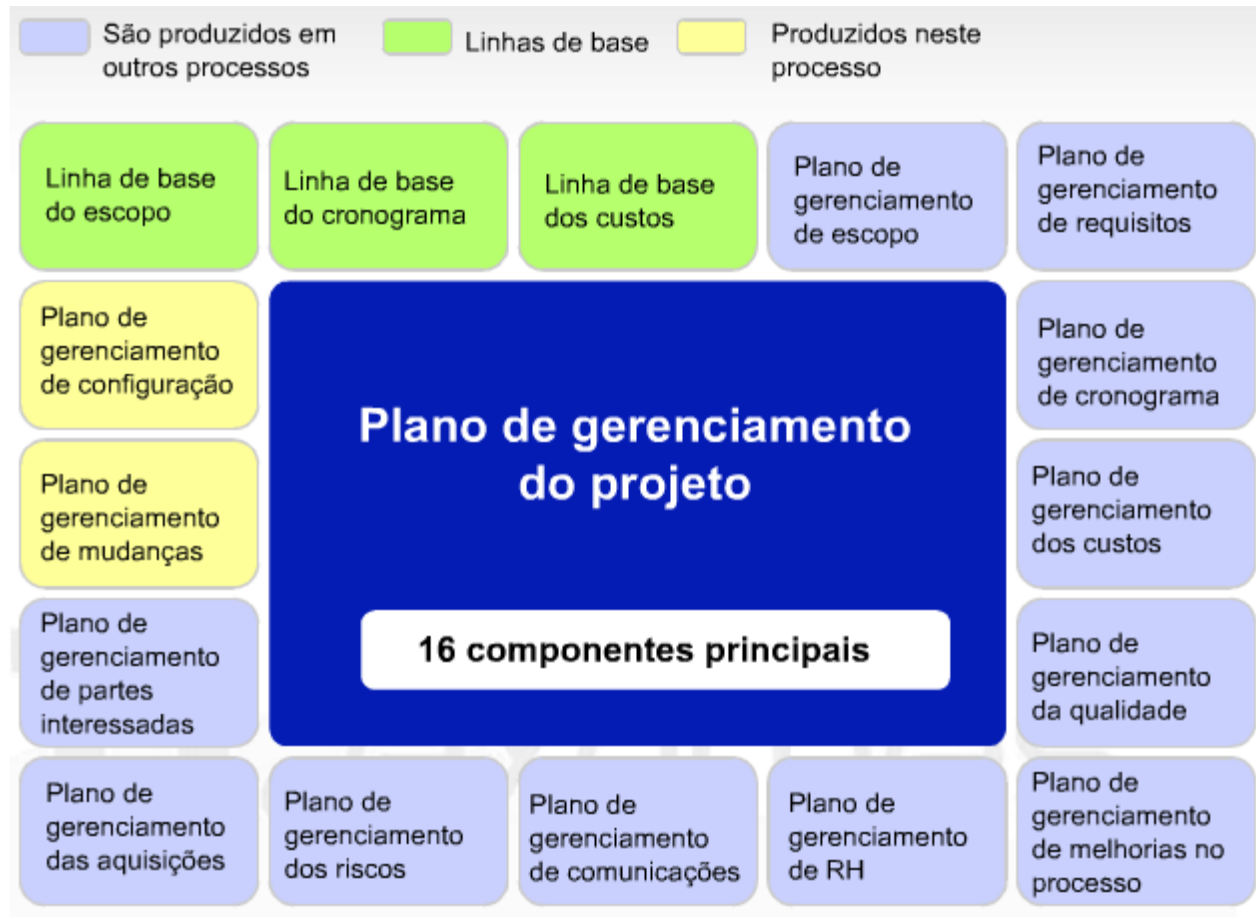 São produzidos em
outros processos
Linhas de base
Produzidos neste
processo
Linha de base
do escopo
Linha de base
do cronograma
Linha de base
dos custos
Plano de
gerenciamento
de escopo
Plano de
gerenciamento
de requisitos
Plano de
gerenciamento
de configuração
Plano de gerenciamento
do projeto
16 componentes principais
Plano de
gerenciamento
de cronograma
Plano de
gerenciamento
de mudanças
Plano de
gerenciamento
dos custos
Plano de
gerenciamento
de partes
interessadas
Plano de
gerenciamento
da qualidade
Plano de
gerenciamento
das aquisições
Plano de
gerenciamento
dos riscos
Plano de
gerenciamento
de comunicações
Plano de
gerenciamento
de RH
Plano de
gerenciamento
de melhorias no
processo